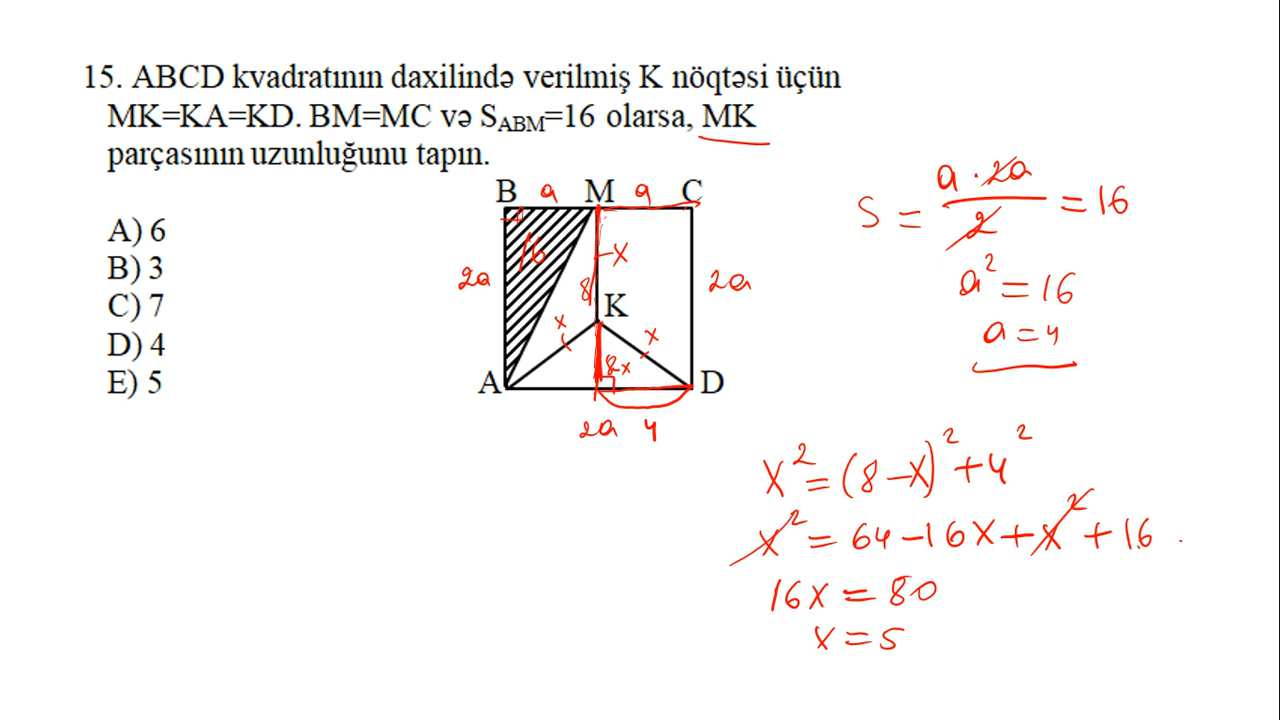 15. ABCD kvadratının daxilində verilmiş K nöqtəsi üçün
MK=KA=KD. BM=MC və S_ABM=16 olarsa, MK
parçasının uzunluğunu tapın.
A) 6
B) 3
C) 7
D) 4
E) 5
B a M a C
16
2a
8 -x
2a
K
x x
8x
A D
2a 4
S = a · 2a / 2 = 16
a² = 16
a = 4
x² = (8-x)² + 4²
x² = 64 - 16x + x² + 16.
16x = 80
x = 5